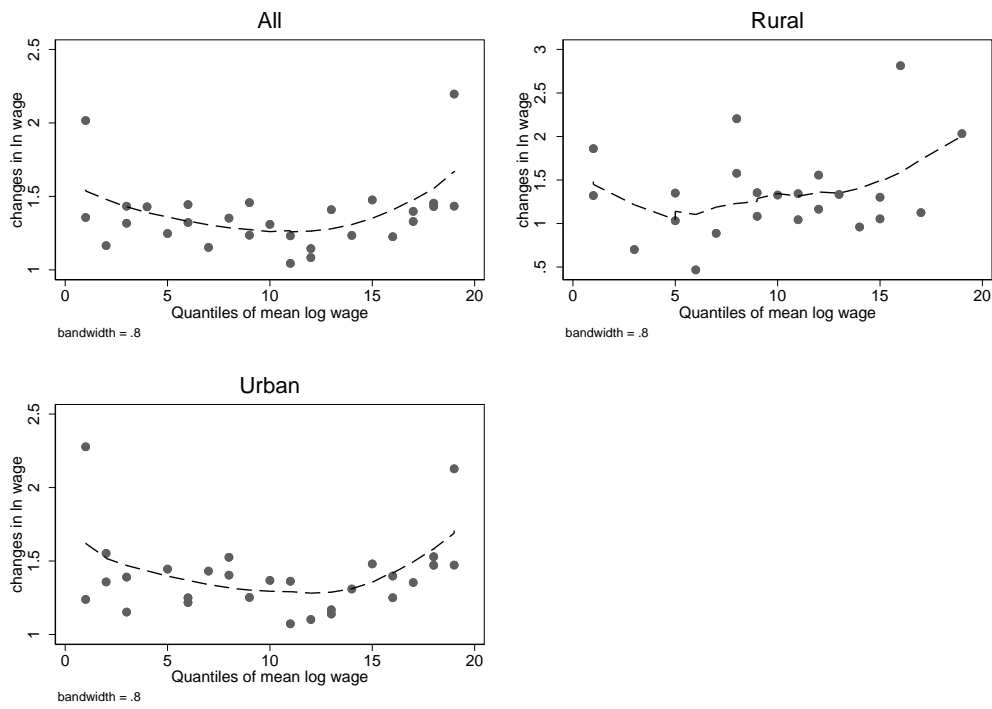 All
changes in ln wage
2.5
2
1.5
1
0 5 10 15 20
Quantiles of mean log wage
bandwidth = .8
Rural
changes in ln wage
3
2.5
2
1.5
1
.5
0 5 10 15 20
Quantiles of mean log wage
bandwidth = .8
Urban
changes in ln wage
2.5
2
1.5
1
0 5 10 15 20
Quantiles of mean log wage
bandwidth = .8